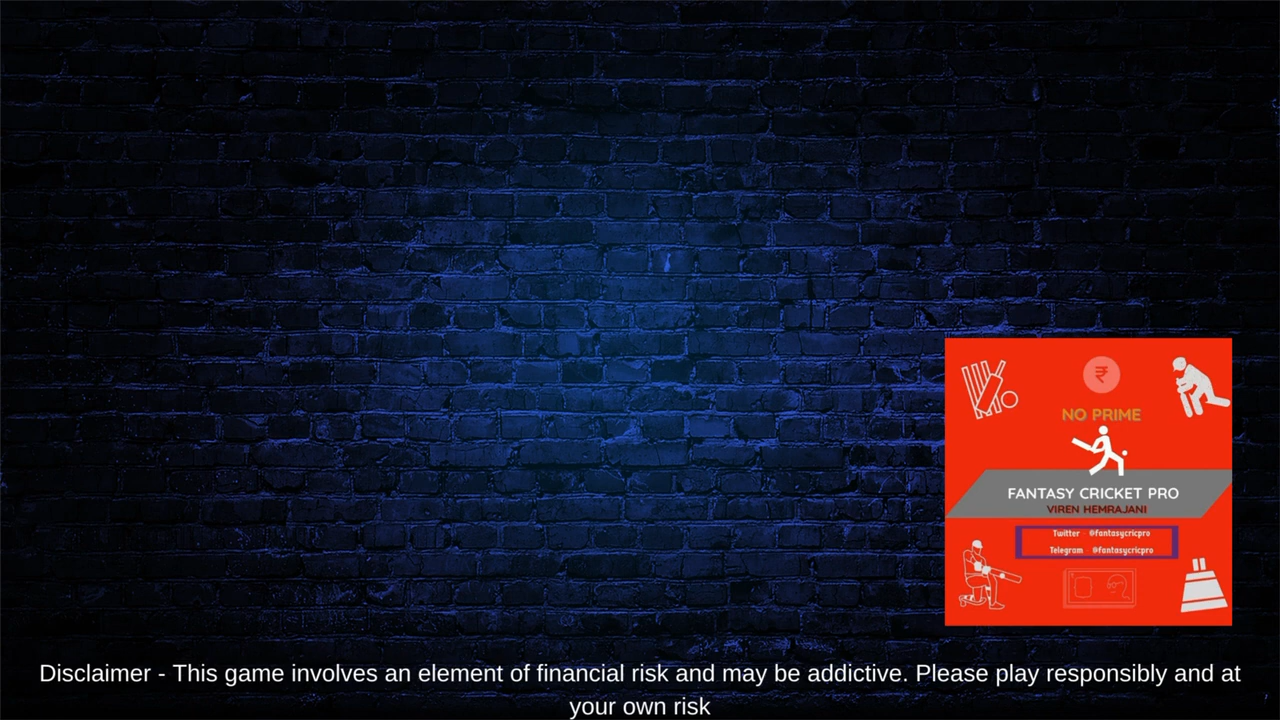 ₹
NO PRIME
FANTASY CRICKET PRO
VIREN HEMRAJANI
Twitter @fantasycricpro
Telegram @fantasycricpro
Disclaimer - This game involves an element of financial risk and may be addictive. Please play responsibly and at
your own risk